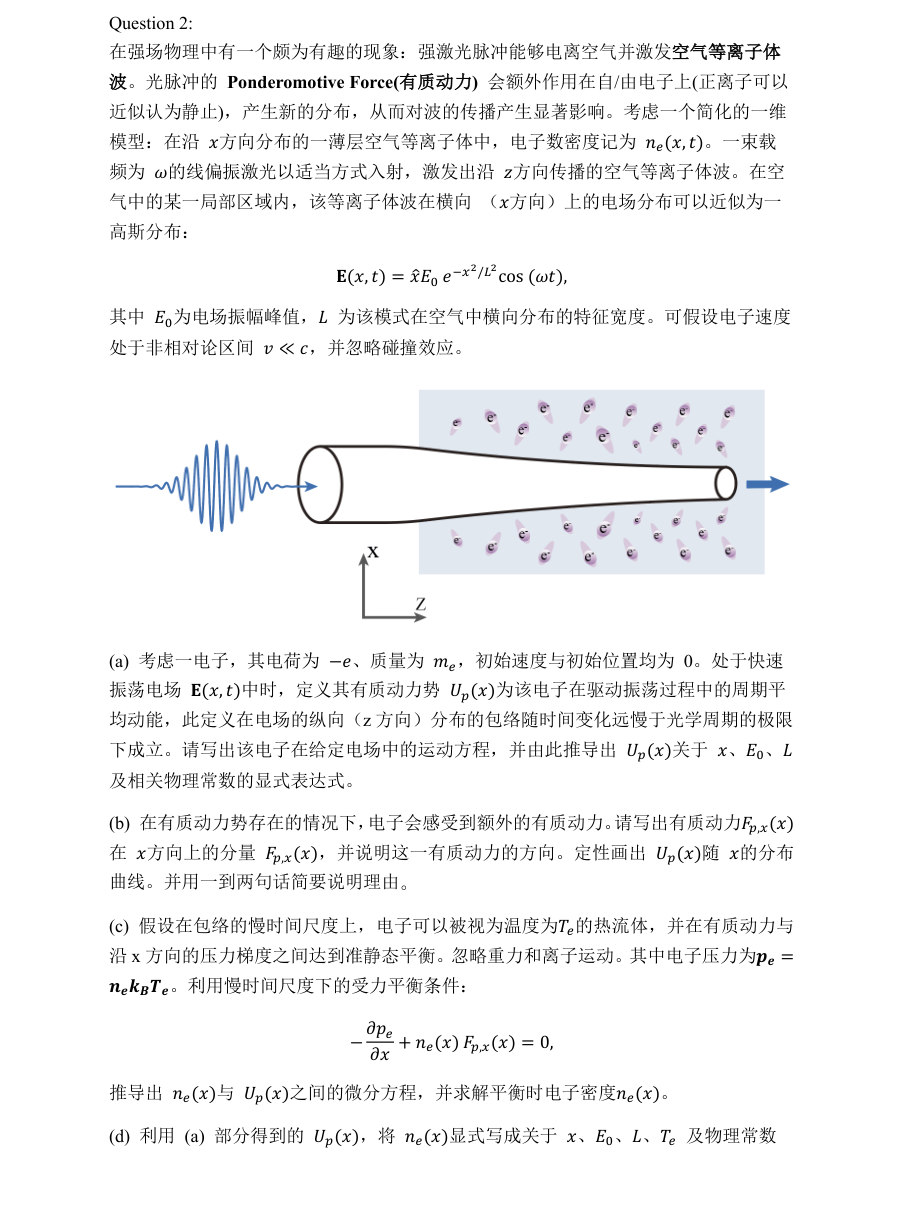 Question 2:
在强场物理中有一个颇为有趣的现象：强激光脉冲能够电离空气并激发空气等离子体
波。光脉冲的 Ponderomotive Force(有质动力) 会额外作用在自/由电子上(正离子可以
近似认为静止)，产生新的分布，从而对波的传播产生显著影响。考虑一个简化的一维
模型：在沿 x方向分布的一薄层空气等离子体中，电子数密度记为 nₑ(x, t)。一束载
频为 ω的线偏振激光以适当方式入射，激发出沿 z方向传播的空气等离子体波。在空
气中的某一局部区域内，该等离子体波在横向 （x方向）上的电场分布可以近似为一
高斯分布：
E(x, t) = x̂E₀ e^{−x²/L²}cos (ωt),
其中 E₀为电场振幅峰值，L 为该模式在空气中横向分布的特征宽度。可假设电子速度
处于非相对论区间 v ≪ c，并忽略碰撞效应。
e⁻ e⁻ e⁻ e⁻ e⁻ e⁻ e⁻ e⁻ e⁻ e⁻ e⁻ e⁻ e⁻ e⁻
e⁻ e⁻ e⁻ e⁻ e⁻ e⁻ e⁻ e⁻ e⁻ e⁻ e⁻ e⁻ e⁻ e⁻
X
Z
(a) 考虑一电子，其电荷为 −e、质量为 mₑ，初始速度与初始位置均为 0。处于快速
振荡电场 E(x, t)中时，定义其有质动力势 Uₚ(x)为该电子在驱动振荡过程中的周期平
均动能，此定义在电场的纵向（z 方向）分布的包络随时间变化远慢于光学周期的极限
下成立。请写出该电子在给定电场中的运动方程，并由此推导出 Uₚ(x)关于 x、E₀、L
及相关物理常数的显式表达式。
(b) 在有质动力势存在的情况下，电子会感受到额外的有质动力。请写出有质动力F_{p,x}(x)
在 x方向上的分量 F_{p,x}(x)，并说明这一有质动力的方向。定性画出 Uₚ(x)随 x的分布
曲线。并用一到两句话简要说明理由。
(c) 假设在包络的慢时间尺度上，电子可以被视为温度为Tₑ的热流体，并在有质动力与
沿 x 方向的压力梯度之间达到准静态平衡。忽略重力和离子运动。其中电子压力为pₑ =
nₑk_BTₑ。利用慢时间尺度下的受力平衡条件：
−∂pₑ/∂x + nₑ(x) F_{p,x}(x) = 0,
推导出 nₑ(x)与 Uₚ(x)之间的微分方程，并求解平衡时电子密度nₑ(x)。
(d) 利用 (a) 部分得到的 Uₚ(x)，将 nₑ(x)显式写成关于 x、E₀、L、Tₑ 及物理常数